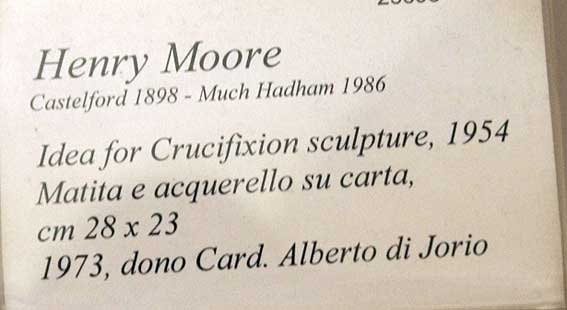 Henry Moore
Castelford 1898 - Much Hadham 1986
Idea for Crucifixion sculpture, 1954
Matita e acquerello su carta,
cm 28 x 23
1973, dono Card. Alberto di Jorio